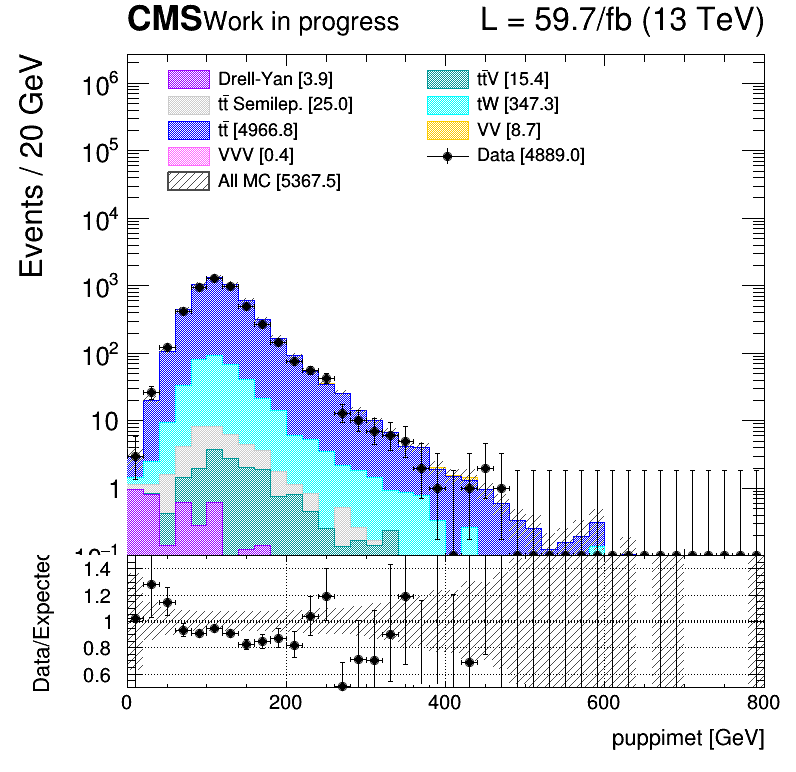 CMS Work in progress L = 59.7/fb (13 TeV)
Events / 20 GeV
Drell-Yan [3.9] tt̄V [15.4]
tt̄ Semilep. [25.0] tW [347.3]
tt̄ [4966.8] VV [8.7]
VVV [0.4] Data [4889.0]
All MC [5367.5]
10⁶
10⁵
10⁴
10³
10²
10
1
10⁻¹
Data/Expected
1.4
1.2
1
0.8
0.6
0 200 400 600 800
puppimet [GeV]